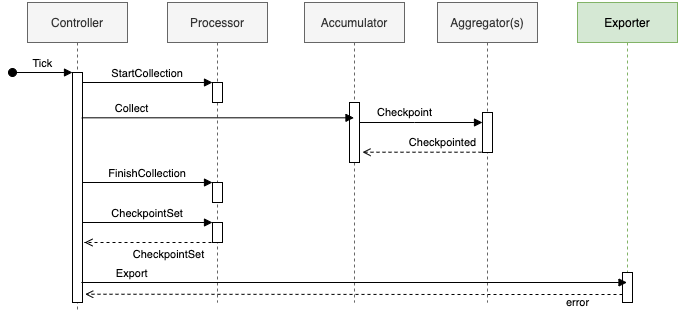 Controller
Processor
Accumulator
Aggregator(s)
Exporter
Tick
StartCollection
Collect
Checkpoint
Checkpointed
FinishCollection
CheckpointSet
CheckpointSet
Export
error